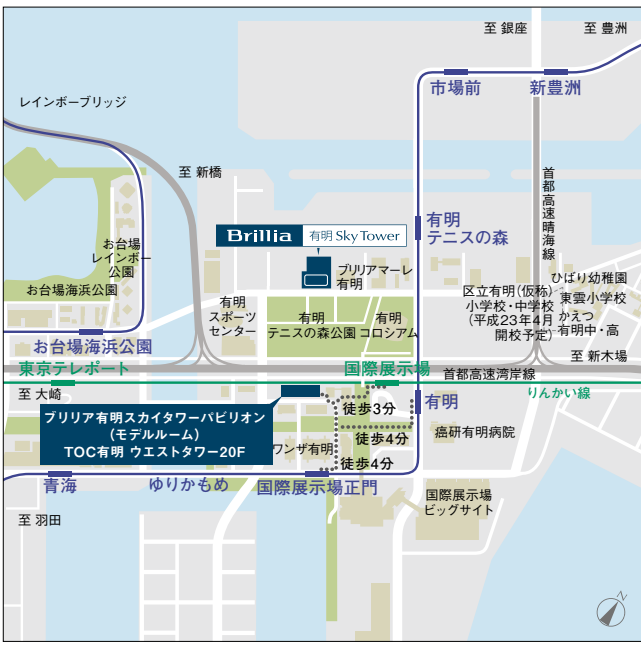 至 銀座
至 豊洲
市場前
新豊洲
レインボーブリッジ
至 新橋
首都高速晴海線
Brillia 有明 Sky Tower
有明
テニスの森
お台場
レインボー
公園
ブリリアマーレ
有明
お台場海浜公園
有明
スポーツ
センター
有明
テニスの森公園
有明
コロシアム
ひばり幼稚園
区立有明(仮称)
小学校・中学校
(平成23年4月
開校予定)
東雲小学校
かえつ
有明中・高
お台場海浜公園
至 新木場
東京テレポート
国際展示場
首都高速湾岸線
至 大崎
りんかい線
ブリリア有明スカイタワーパビリオン
(モデルルーム)
TOC有明 ウエストタワー20F
徒歩3分
有明
徒歩4分
癌研有明病院
ワンザ有明
徒歩4分
青海
ゆりかもめ
国際展示場正門
国際展示場
ビッグサイト
至 羽田
N